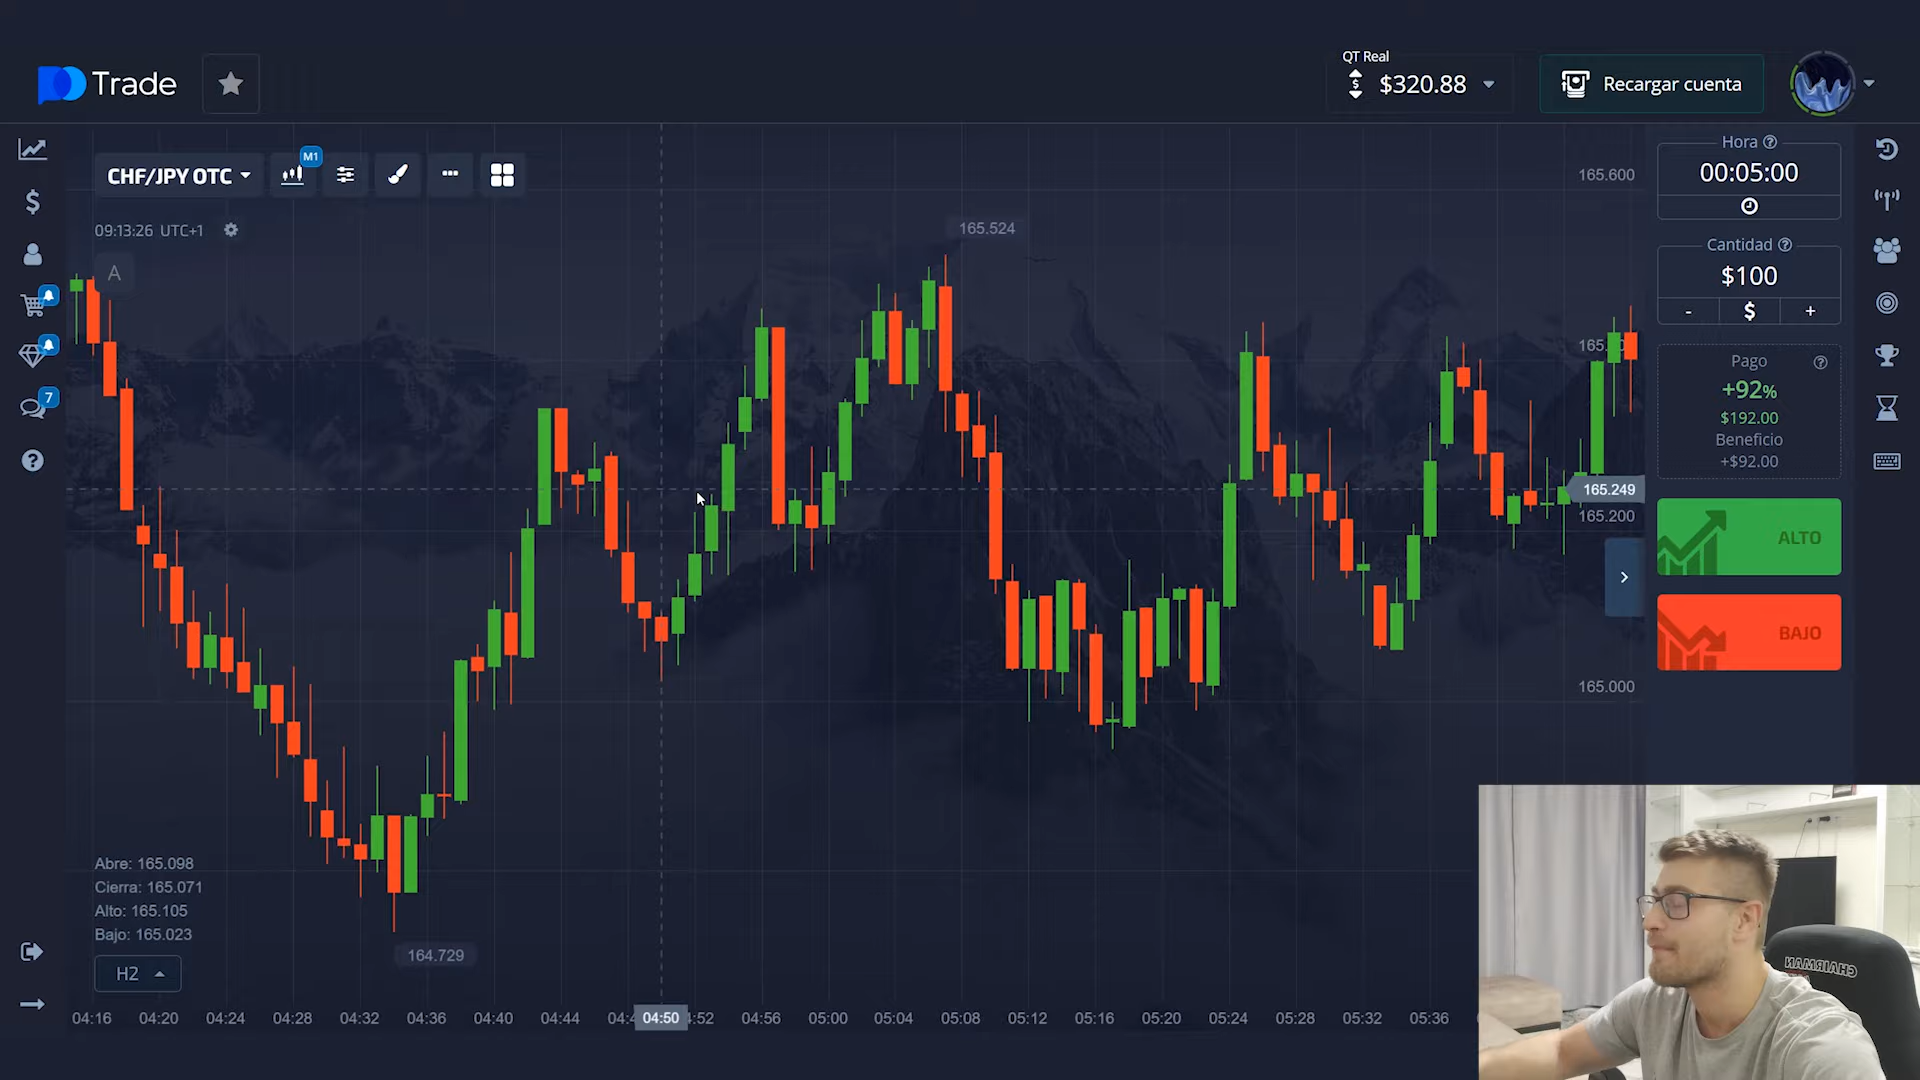 Trade
QT Real
$320.88
Recargar cuenta
CHF/JPY OTC
M1
09:13:26 UTC+1
A
7
165.524
165.600
165.249
165.200
165.000
164.729
Hora
00:05:00
Cantidad
$100
- $ +
Pago
+92%
$192.00
Beneficio
+$92.00
ALTO
BAJO
Abre: 165.098
Cierra: 165.071
Alto: 165.105
Bajo: 165.023
H2
04:16 04:20 04:24 04:28 04:32 04:36 04:40 04:44 04:50 04:56 05:00 05:04 05:08 05:12 05:16 05:20 05:24 05:28 05:32 05:36
CHAIRMAN